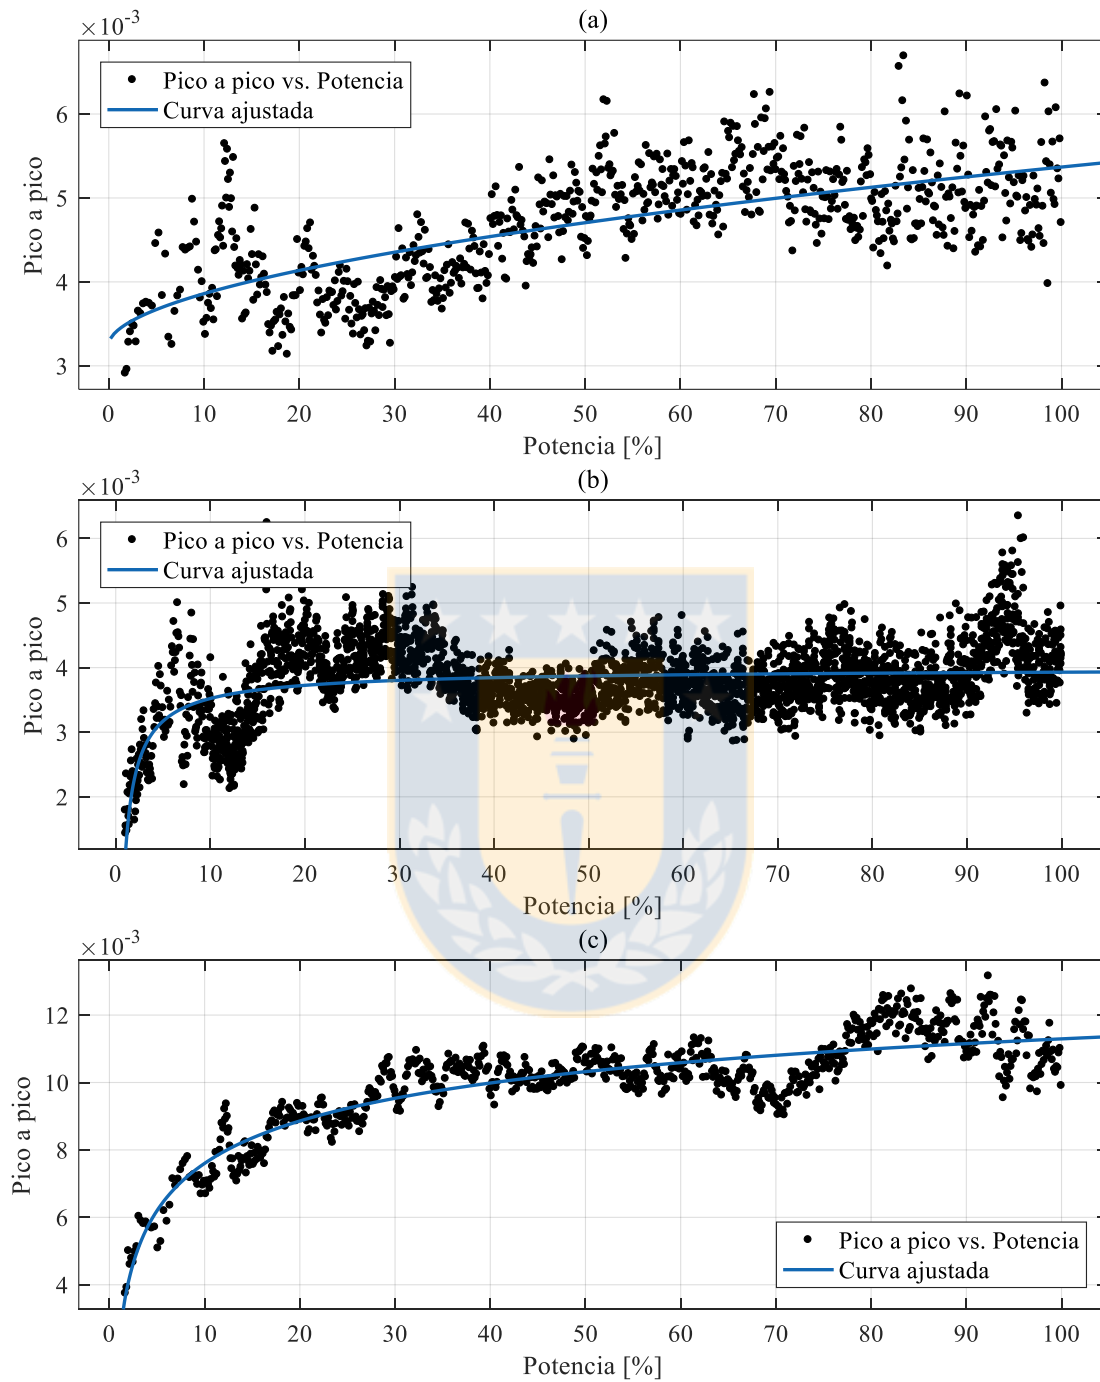 (a)
×10-3
Pico a pico vs. Potencia
Curva ajustada
6
5
4
3
Pico a pico
0 10 20 30 40 50 60 70 80 90 100
Potencia [%]
(b)
×10-3
Pico a pico vs. Potencia
Curva ajustada
6
5
4
3
2
Pico a pico
0 10 20 30 40 50 60 70 80 90 100
Potencia [%]
(c)
×10-3
12
10
8
6
4
Pico a pico
Pico a pico vs. Potencia
Curva ajustada
0 10 20 30 40 50 60 70 80 90 100
Potencia [%]